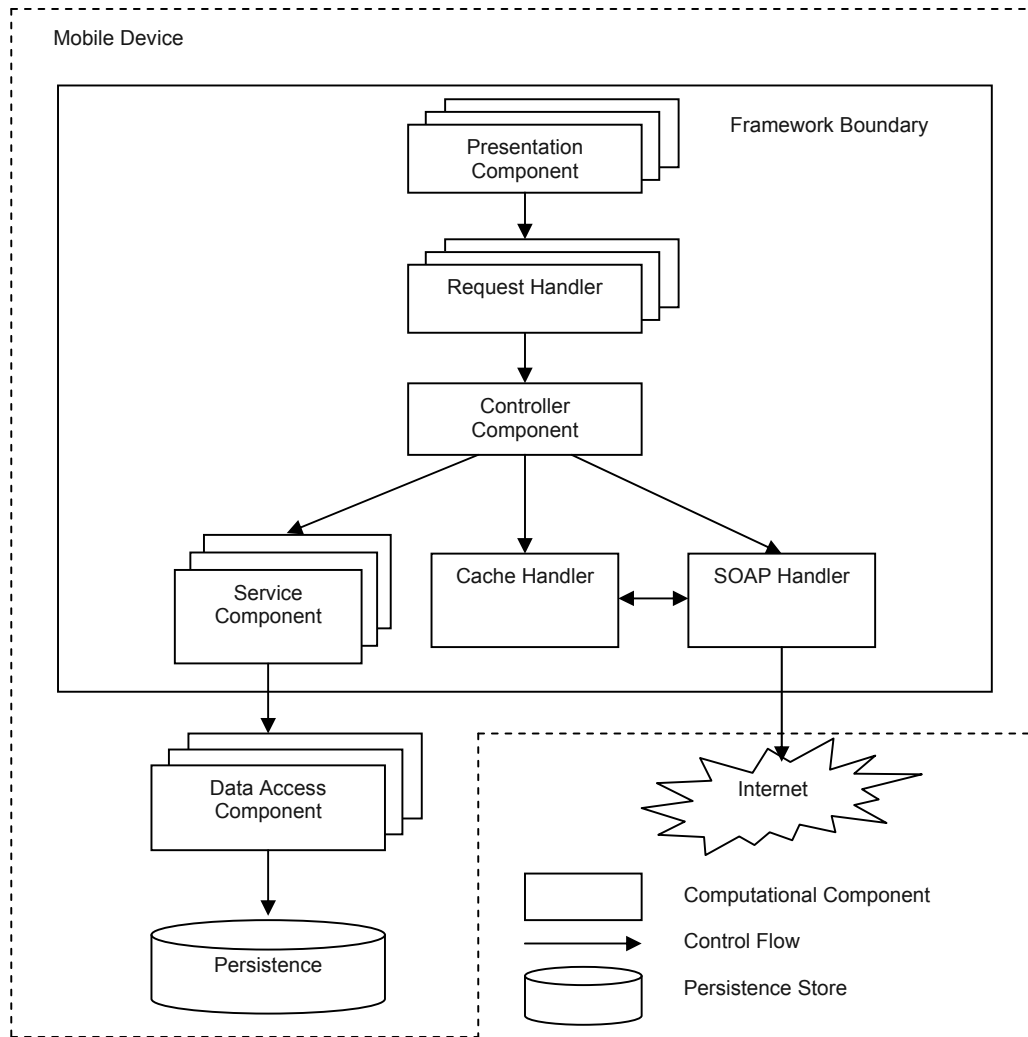 Mobile Device
Framework Boundary
Presentation
Component
Request Handler
Controller
Component
Service
Component
Cache Handler
SOAP Handler
Data Access
Component
Internet
Persistence
Computational Component
Control Flow
Persistence Store